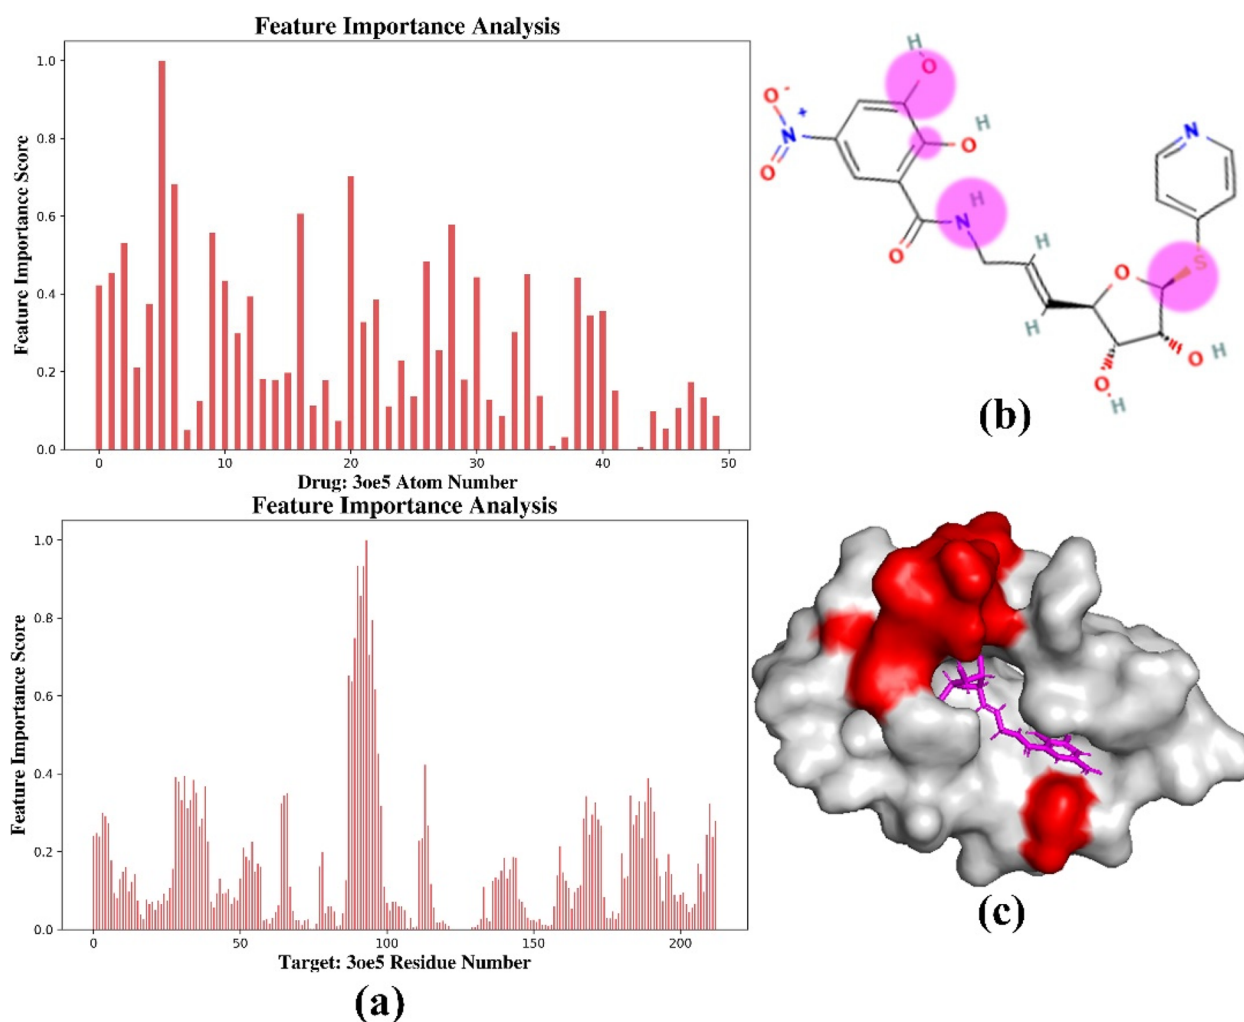 Feature Importance Analysis
Feature Importance Score
1.0
0.8
0.6
0.4
0.2
0.0
0 10 20 30 40 50
Drug: 3oe5 Atom Number
H
O
O -
N +
O
O H
H
N
O
H
H
N
S
O
O H
O
H
(b)
Feature Importance Analysis
Feature Importance Score
1.0
0.8
0.6
0.4
0.2
0.0
0 50 100 150 200
Target: 3oe5 Residue Number
(a)
(c)